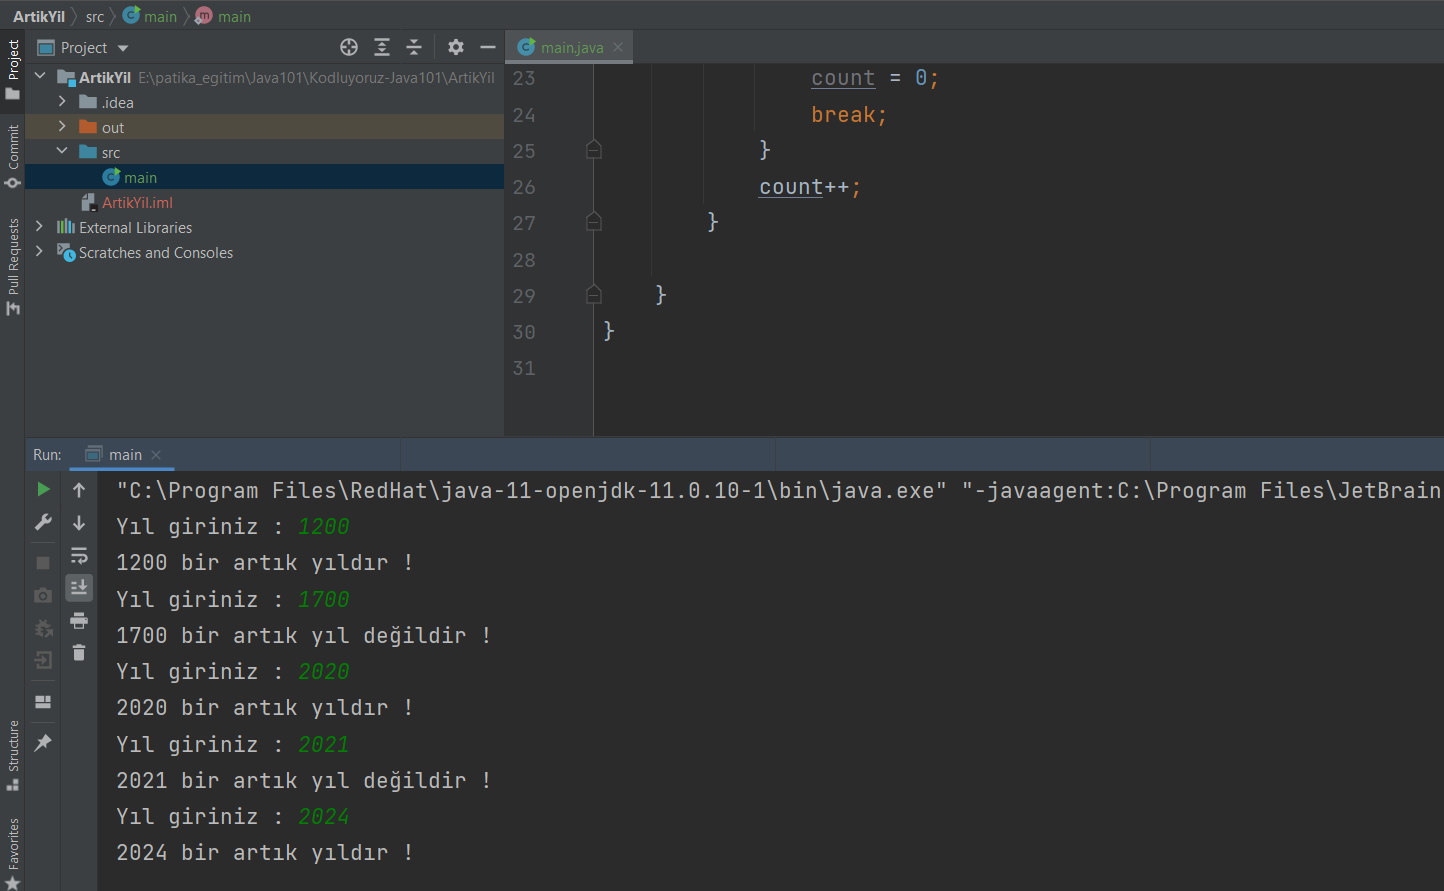 ArtikYil src main main
Project
main.java
ArtikYil E:\patika_egitim\Java101\Kodluyoruz-Java101\ArtikYil
.idea
out
src
main
ArtikYil.iml
External Libraries
Scratches and Consoles
Project
Commit
Pull Requests
Structure
Favorites
23 count = 0;
24 break;
25 }
26 count++;
27 }
28
29 }
30 }
31
Run: main
"C:\Program Files\RedHat\java-11-openjdk-11.0.10-1\bin\java.exe" "-javaagent:C:\Program Files\JetBrain
Yıl giriniz : 1200
1200 bir artık yıldır !
Yıl giriniz : 1700
1700 bir artık yıl değildir !
Yıl giriniz : 2020
2020 bir artık yıldır !
Yıl giriniz : 2021
2021 bir artık yıl değildir !
Yıl giriniz : 2024
2024 bir artık yıldır !